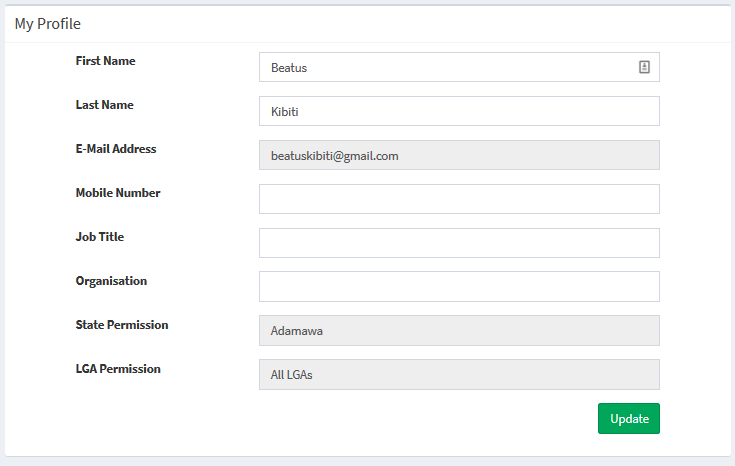 My Profile
First Name
Beatus
Last Name
Kibiti
E-Mail Address
beatuskibiti@gmail.com
Mobile Number
Job Title
Organisation
State Permission
Adamawa
LGA Permission
All LGAs
Update